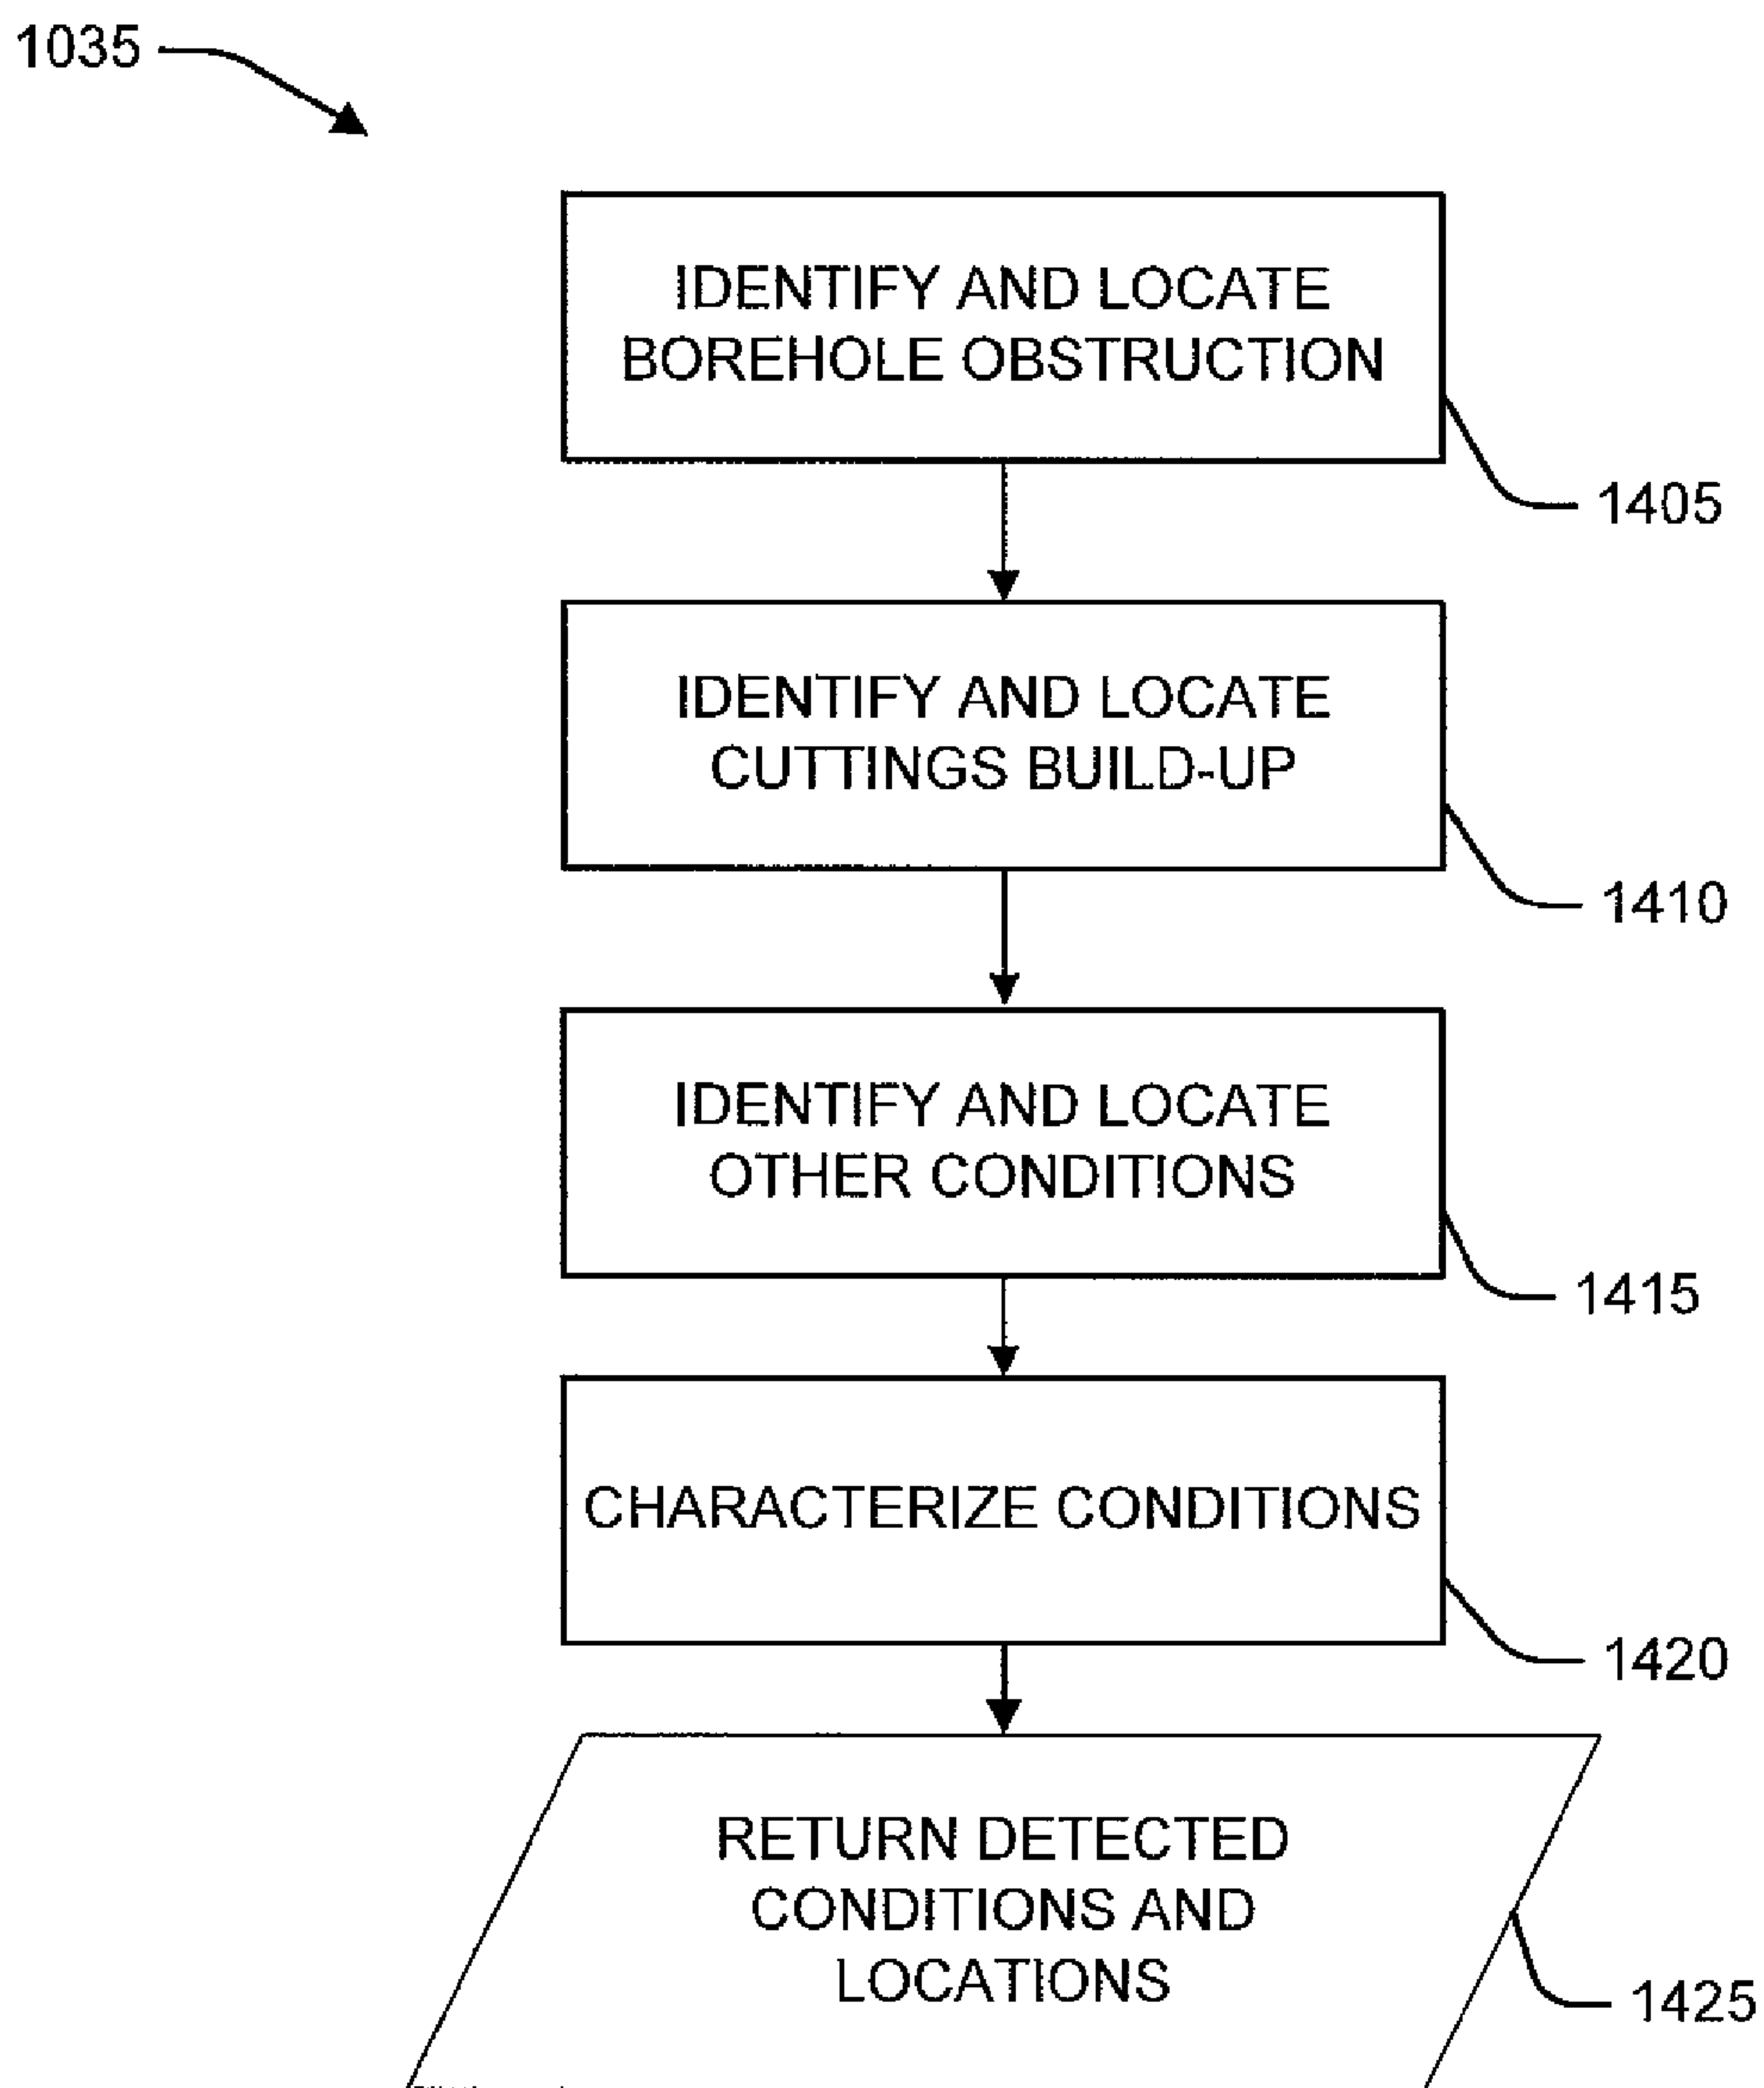 1035
IDENTIFY AND LOCATE
BOREHOLE OBSTRUCTION
1405
IDENTIFY AND LOCATE
CUTTINGS BUILD-UP
1410
IDENTIFY AND LOCATE
OTHER CONDITIONS
1415
CHARACTERIZE CONDITIONS
1420
RETURN DETECTED
CONDITIONS AND
LOCATIONS
1425